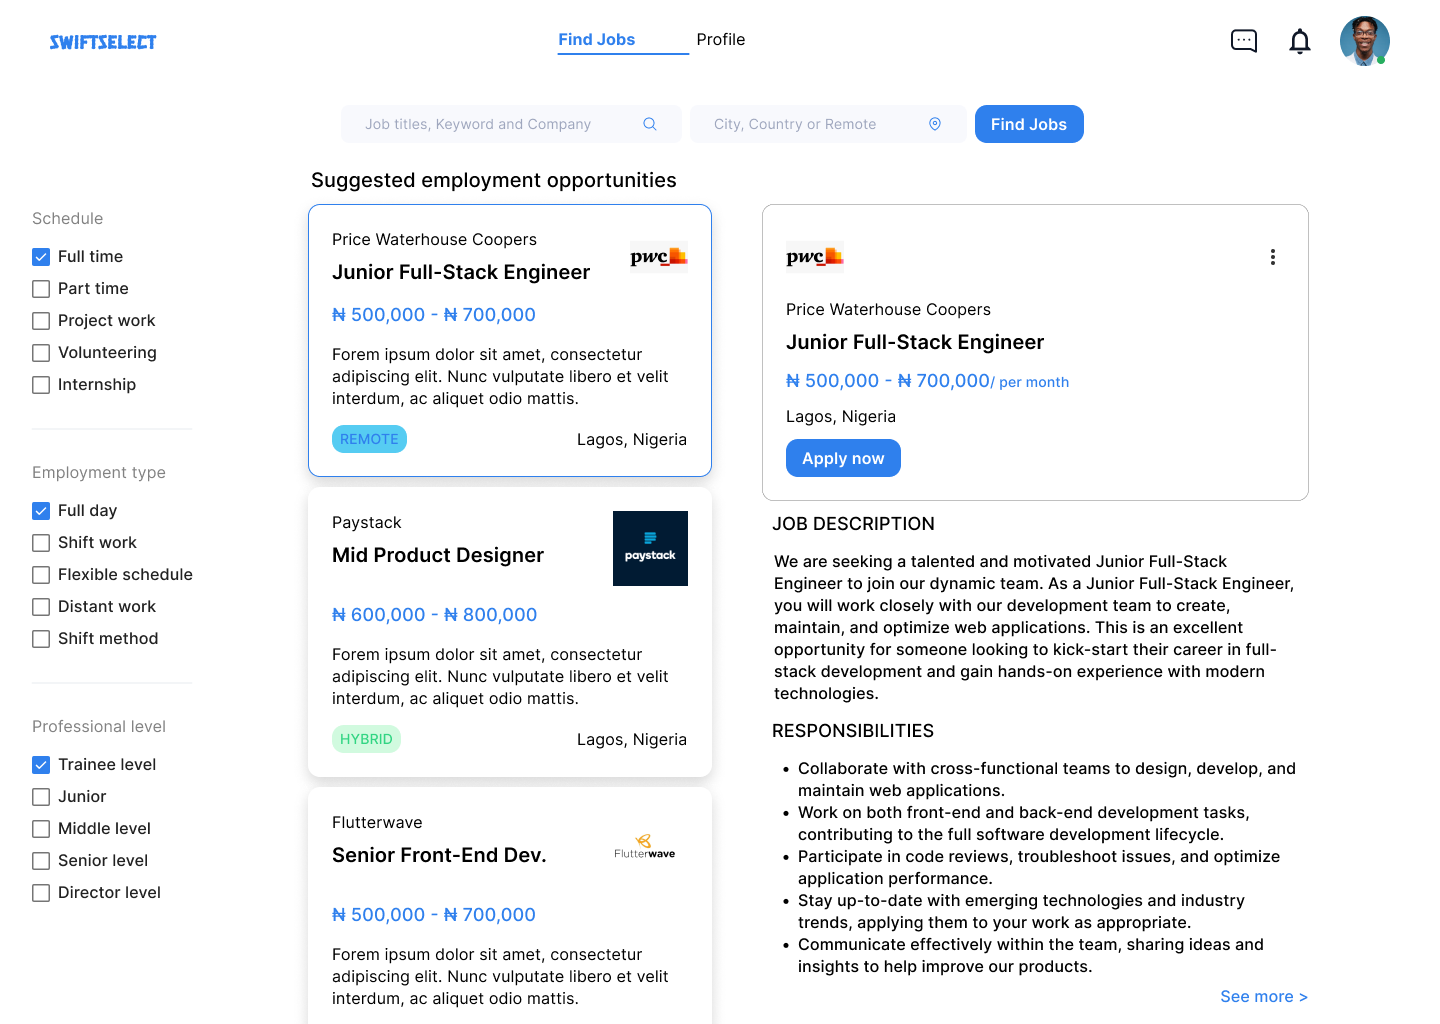 SWIFTSELECT
Find Jobs
Profile
Job titles, Keyword and Company
City, Country or Remote
Find Jobs
Suggested employment opportunities
Schedule
Full time
Part time
Project work
Volunteering
Internship
Employment type
Full day
Shift work
Flexible schedule
Distant work
Shift method
Professional level
Trainee level
Junior
Middle level
Senior level
Director level
Price Waterhouse Coopers
pwc
Junior Full-Stack Engineer
₦ 500,000 - ₦ 700,000
Forem ipsum dolor sit amet, consectetur
adipiscing elit. Nunc vulputate libero et velit
interdum, ac aliquet odio mattis.
REMOTE
Lagos, Nigeria
Paystack
paystack
Mid Product Designer
₦ 600,000 - ₦ 800,000
Forem ipsum dolor sit amet, consectetur
adipiscing elit. Nunc vulputate libero et velit
interdum, ac aliquet odio mattis.
HYBRID
Lagos, Nigeria
Flutterwave
Flutterwave
Senior Front-End Dev.
₦ 500,000 - ₦ 700,000
Forem ipsum dolor sit amet, consectetur
adipiscing elit. Nunc vulputate libero et velit
interdum, ac aliquet odio mattis.
pwc
Price Waterhouse Coopers
Junior Full-Stack Engineer
₦ 500,000 - ₦ 700,000/ per month
Lagos, Nigeria
Apply now
JOB DESCRIPTION
We are seeking a talented and motivated Junior Full-Stack
Engineer to join our dynamic team. As a Junior Full-Stack Engineer,
you will work closely with our development team to create,
maintain, and optimize web applications. This is an excellent
opportunity for someone looking to kick-start their career in full-
stack development and gain hands-on experience with modern
technologies.
RESPONSIBILITIES
• Collaborate with cross-functional teams to design, develop, and
maintain web applications.
• Work on both front-end and back-end development tasks,
contributing to the full software development lifecycle.
• Participate in code reviews, troubleshoot issues, and optimize
application performance.
• Stay up-to-date with emerging technologies and industry
trends, applying them to your work as appropriate.
• Communicate effectively within the team, sharing ideas and
insights to help improve our products.
See more >